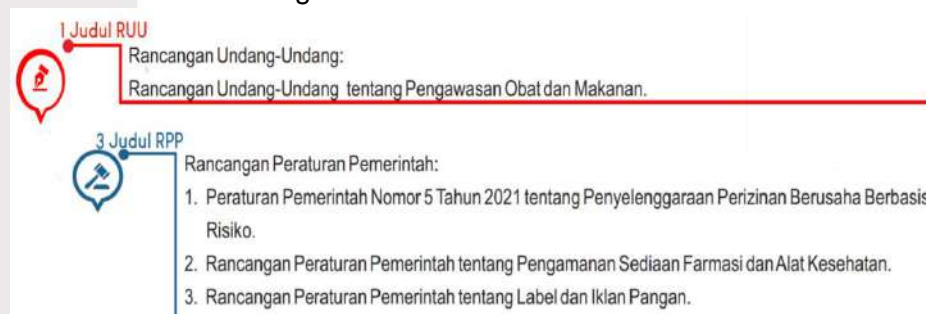 1 Judul RUU
Rancangan Undang-Undang:
Rancangan Undang-Undang tentang Pengawasan Obat dan Makanan.
3 Judul RPP
Rancangan Peraturan Pemerintah:
1. Peraturan Pemerintah Nomor 5 Tahun 2021 tentang Penyelenggaraan Perizinan Berusaha Berbasis
Risiko.
2. Rancangan Peraturan Pemerintah tentang Pengamanan Sediaan Farmasi dan Alat Kesehatan.
3. Rancangan Peraturan Pemerintah tentang Label dan Iklan Pangan.